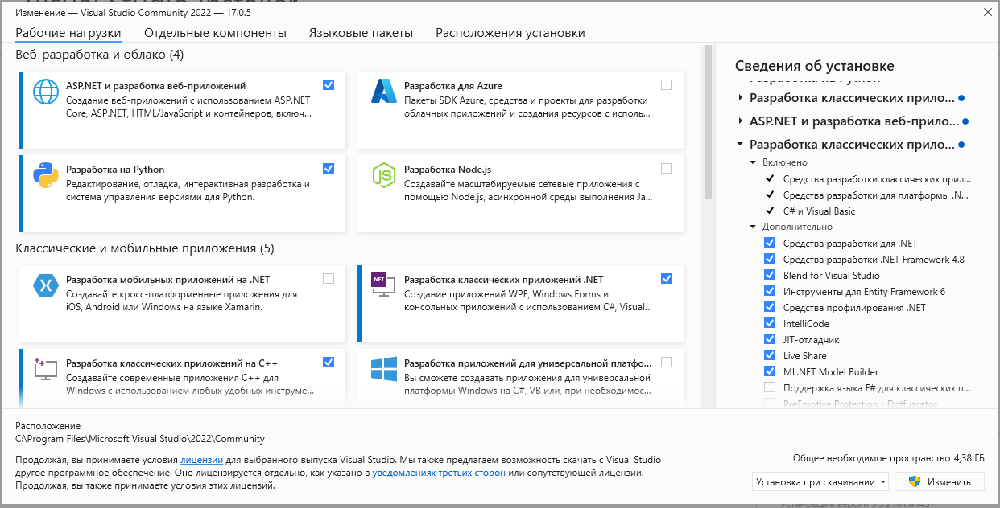 Изменение — Visual Studio Community 2022 — 17.0.5
Рабочие нагрузки Отдельные компоненты Языковые пакеты Расположения установки
Веб-разработка и облако (4)
ASP.NET и разработка веб-приложений
Создание веб-приложений с использованием ASP.NET
Core, ASP.NET, HTML/JavaScript и контейнеров, включ...
Разработка для Azure
Пакеты SDK Azure, средства и проекты для разработки
облачных приложений и создания ресурсов с исполь...
Разработка на Python
Редактирование, отладка, интерактивная разработка и
система управления версиями для Python.
JS
Разработка Node.js
Создавайте масштабируемые сетевые приложения с
помощью Node.js, асинхронной среды выполнения Ja...
Классические и мобильные приложения (5)
Разработка мобильных приложений на .NET
Создавайте кросс-платформенные приложения для
iOS, Android или Windows на языке Xamarin.
.NET
Разработка классических приложений .NET
Создание приложений WPF, Windows Forms и
консольных приложений с использованием C#, Visual...
Разработка классических приложений на C++
Создавайте современные приложения C++ для
Windows с использованием любых удобных инструме...
Разработка приложений для универсальной платфо...
Вы сможете создавать приложения для универсальной
платформы Windows на C#, VB или, при необходимос...
Сведения об установке
Разработка на Python
Разработка классических прило...
ASP.NET и разработка веб-прило...
Разработка классических прило...
Включено
Средства разработки классических прил...
Средства разработки для платформы .N...
C# и Visual Basic
Дополнительно
Средства разработки для .NET
Средства разработки .NET Framework 4.8
Blend for Visual Studio
Инструменты для Entity Framework 6
Средства профилирования .NET
IntelliCode
JIT-отладчик
Live Share
ML.NET Model Builder
Поддержка языка F# для классических п...
PreEmptive Protection - Dotfuscator
Расположение
C:\Program Files\Microsoft Visual Studio\2022\Community
Продолжая, вы принимаете условия лицензии для выбранного выпуска Visual Studio. Мы также предлагаем возможность скачать с Visual Studio
другое программное обеспечение. Оно лицензируется отдельно, как указано в уведомлениях третьих сторон или сопутствующей лицензии.
Продолжая, вы также принимаете условия этих лицензий.
Общее необходимое пространство 4,38 ГБ
Установка при скачивании
Изменить